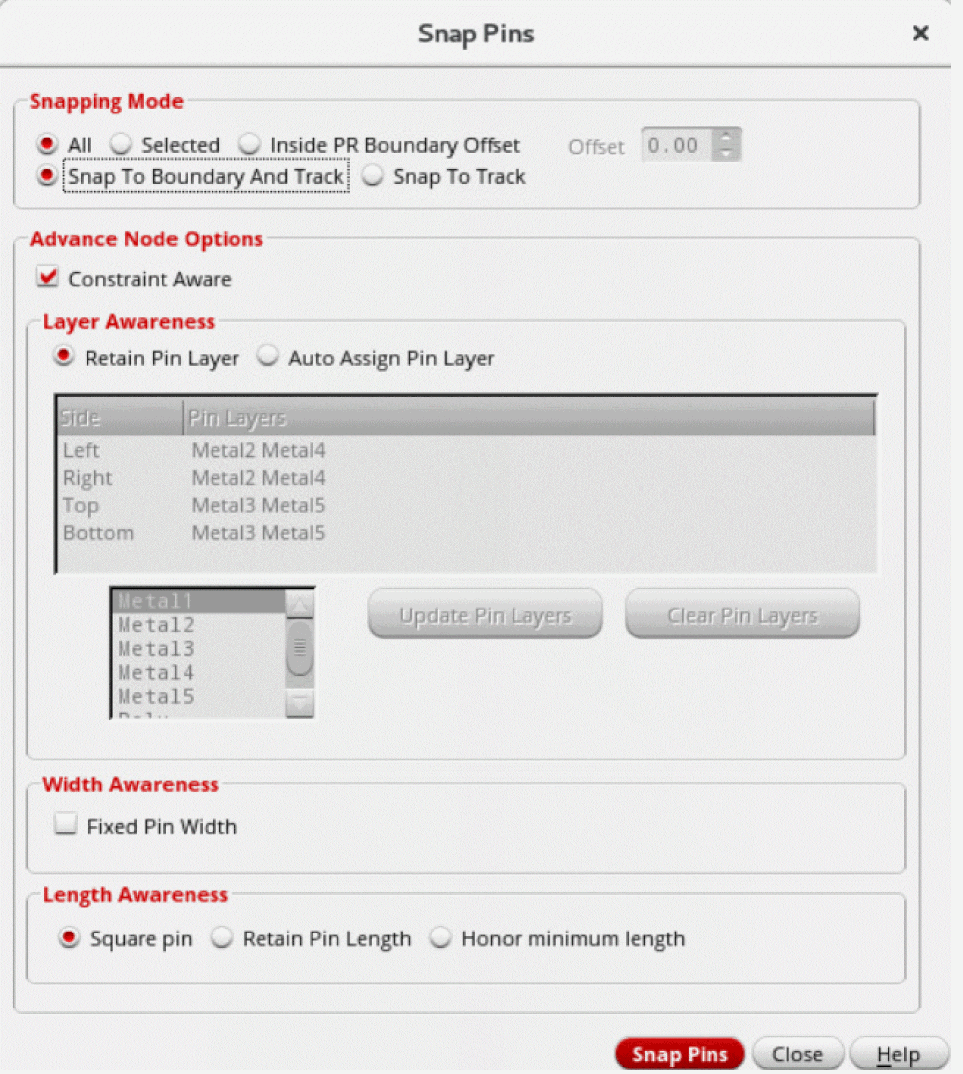 Snap Pins
Snapping Mode
All Selected Inside PR Boundary Offset Offset 0.00
Snap To Boundary And Track Snap To Track
Advance Node Options
Constraint Aware
Layer Awareness
Retain Pin Layer Auto Assign Pin Layer
Side Pin Layers
Left Metal2 Metal4
Right Metal2 Metal4
Top Metal3 Metal5
Bottom Metal3 Metal5
Metal1
Metal2
Metal3
Metal4
Metal5
Update Pin Layers Clear Pin Layers
Width Awareness
Fixed Pin Width
Length Awareness
Square pin Retain Pin Length Honor minimum length
Snap Pins Close Help